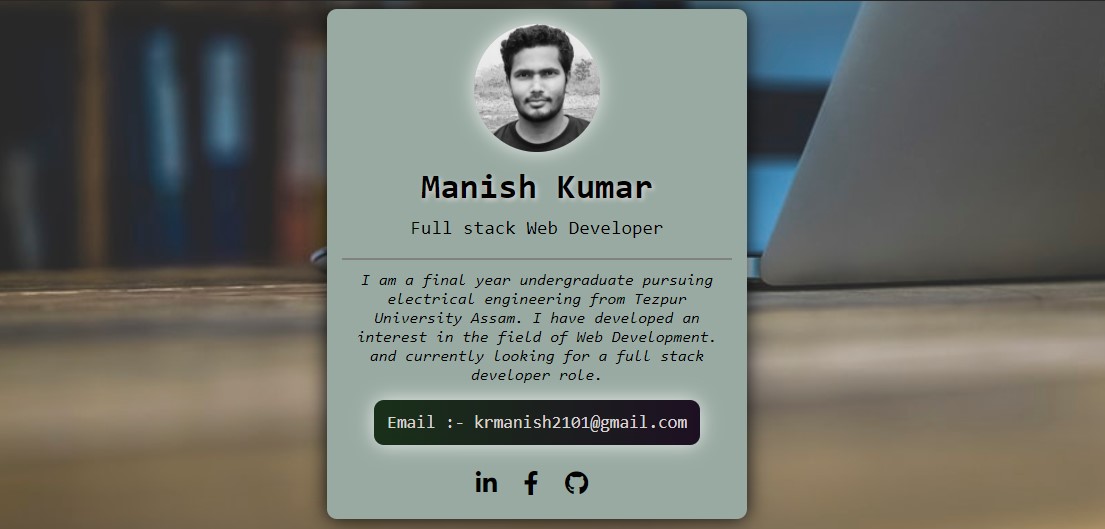 Manish Kumar
Full stack Web Developer
I am a final year undergraduate pursuing
electrical engineering from Tezpur
University Assam. I have developed an
interest in the field of Web Development.
and currently looking for a full stack
developer role.
Email :- krmanish2101@gmail.com
in